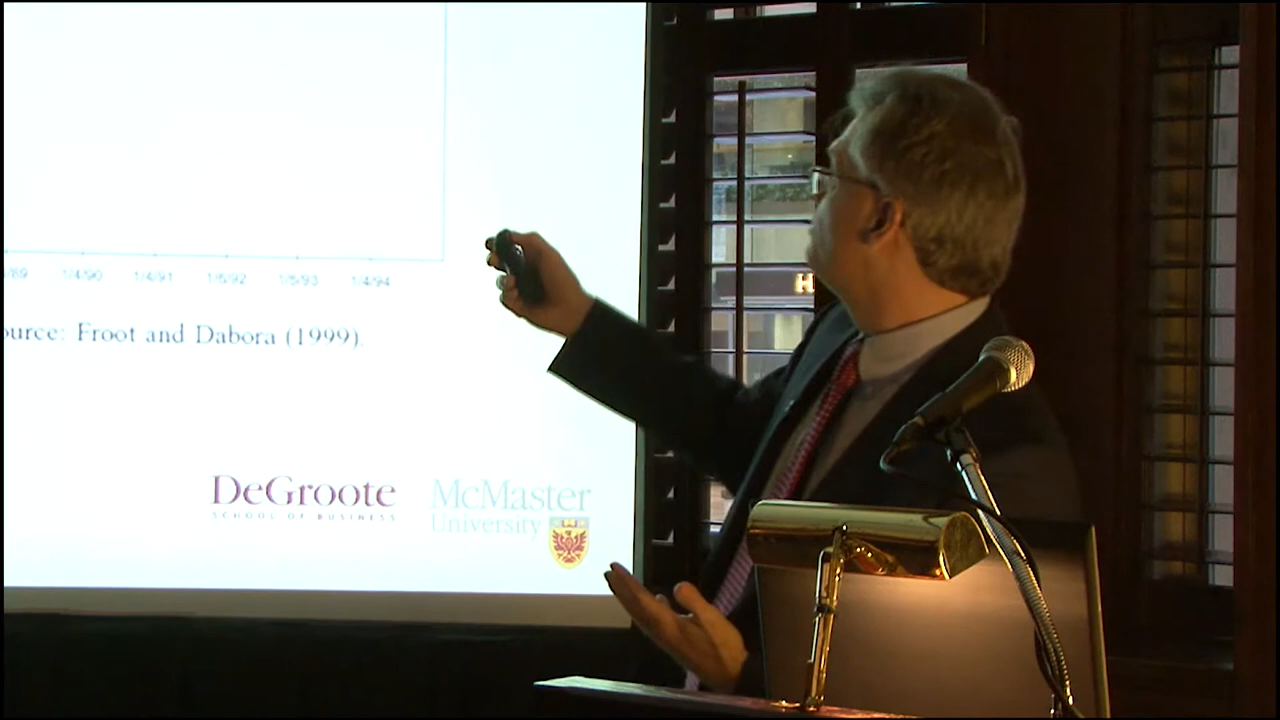 /89 1/4/90 1/4/91 1/6/92 1/5/93 1/4/94
ource: Froot and Dabora (1999).
DeGroote
SCHOOL OF BUSINESS
McMaster
University
H